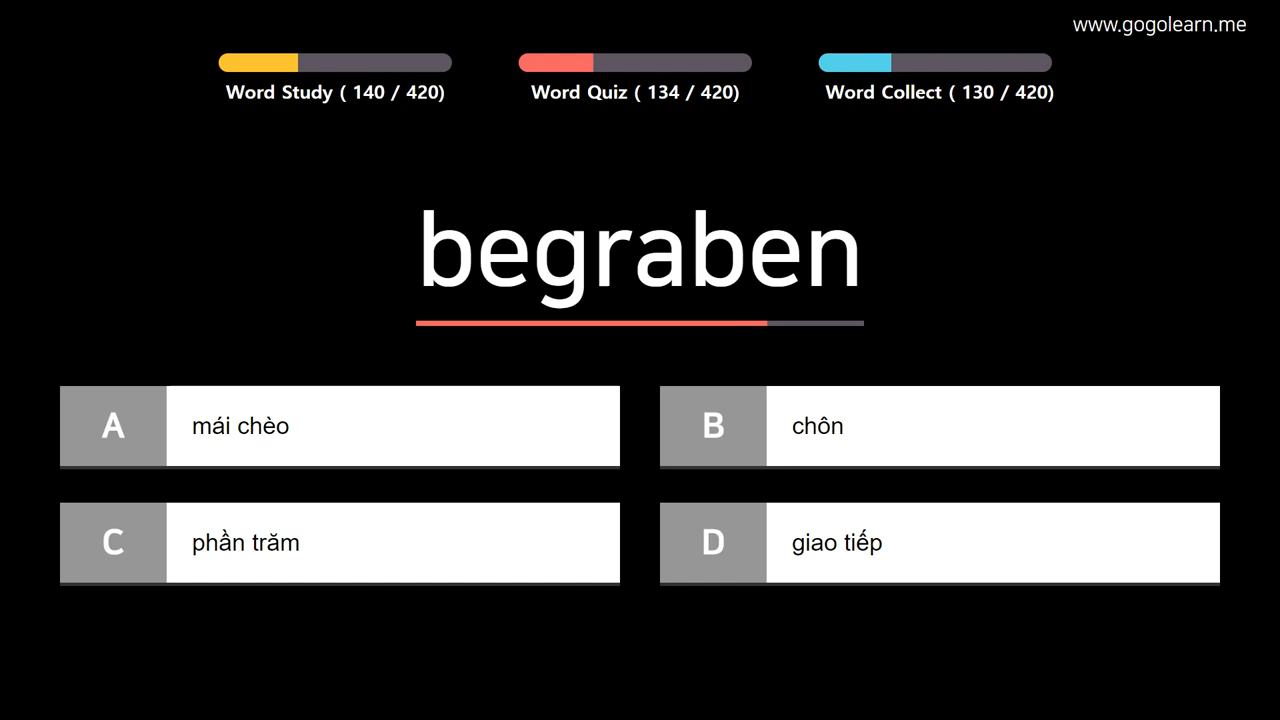 www.gogolearn.me
Word Study ( 140 / 420)
Word Quiz ( 134 / 420)
Word Collect ( 130 / 420)
begraben
A mái chèo
B chôn
C phần trăm
D giao tiếp